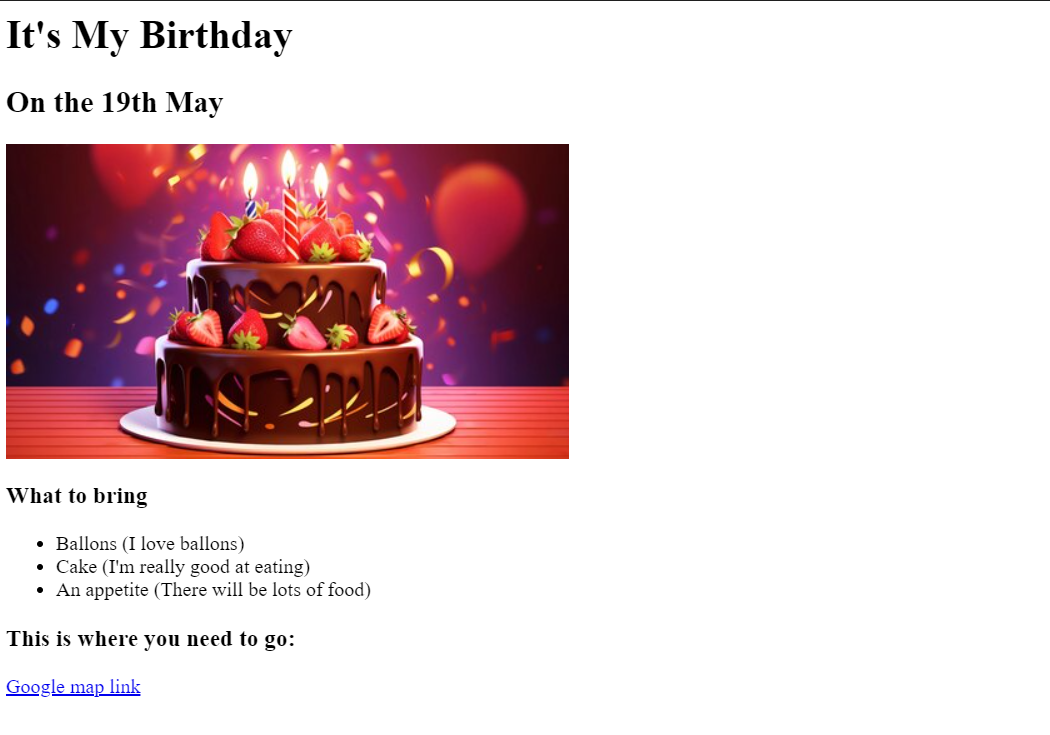 It's My Birthday
On the 19th May
What to bring
Ballons (I love ballons)
Cake (I'm really good at eating)
An appetite (There will be lots of food)
This is where you need to go:
Google map link